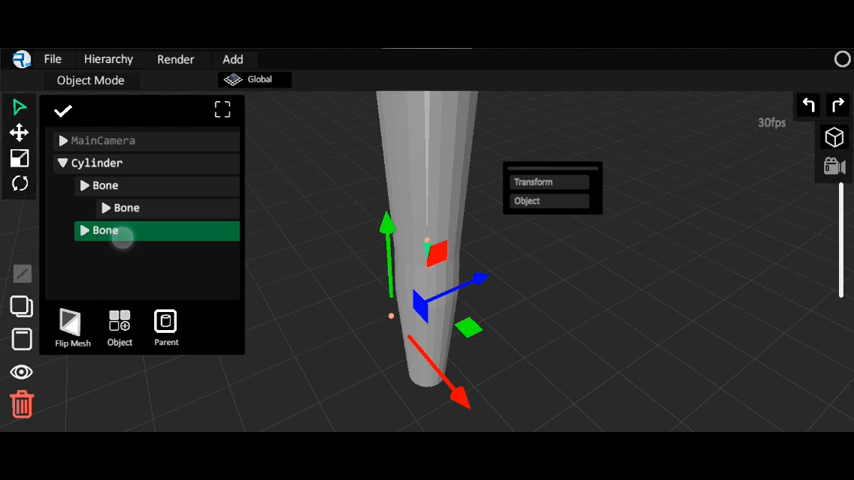 File Hierarchy Render Add
Object Mode Global
MainCamera
Cylinder
Bone
Bone
Bone
Flip Mesh Object Parent
Transform
Object
30fps